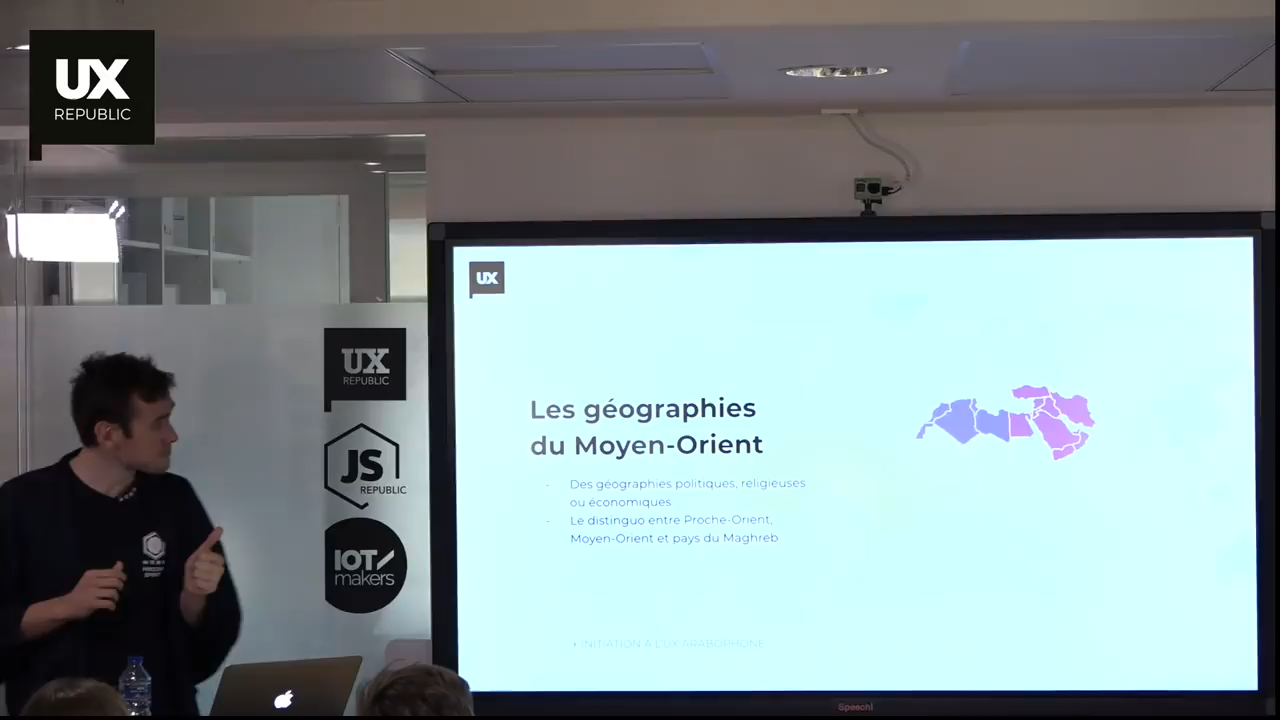 UX
REPUBLIC
UX
REPUBLIC
JS
REPUBLIC
IOT/
makers
UX
Les géographies
du Moyen-Orient
- Des géographies politiques, religieuses
ou économiques
- Le distinguo entre Proche-Orient,
Moyen-Orient et pays du Maghreb
INITIATION À L'UX ARABOPHONE
Speechi